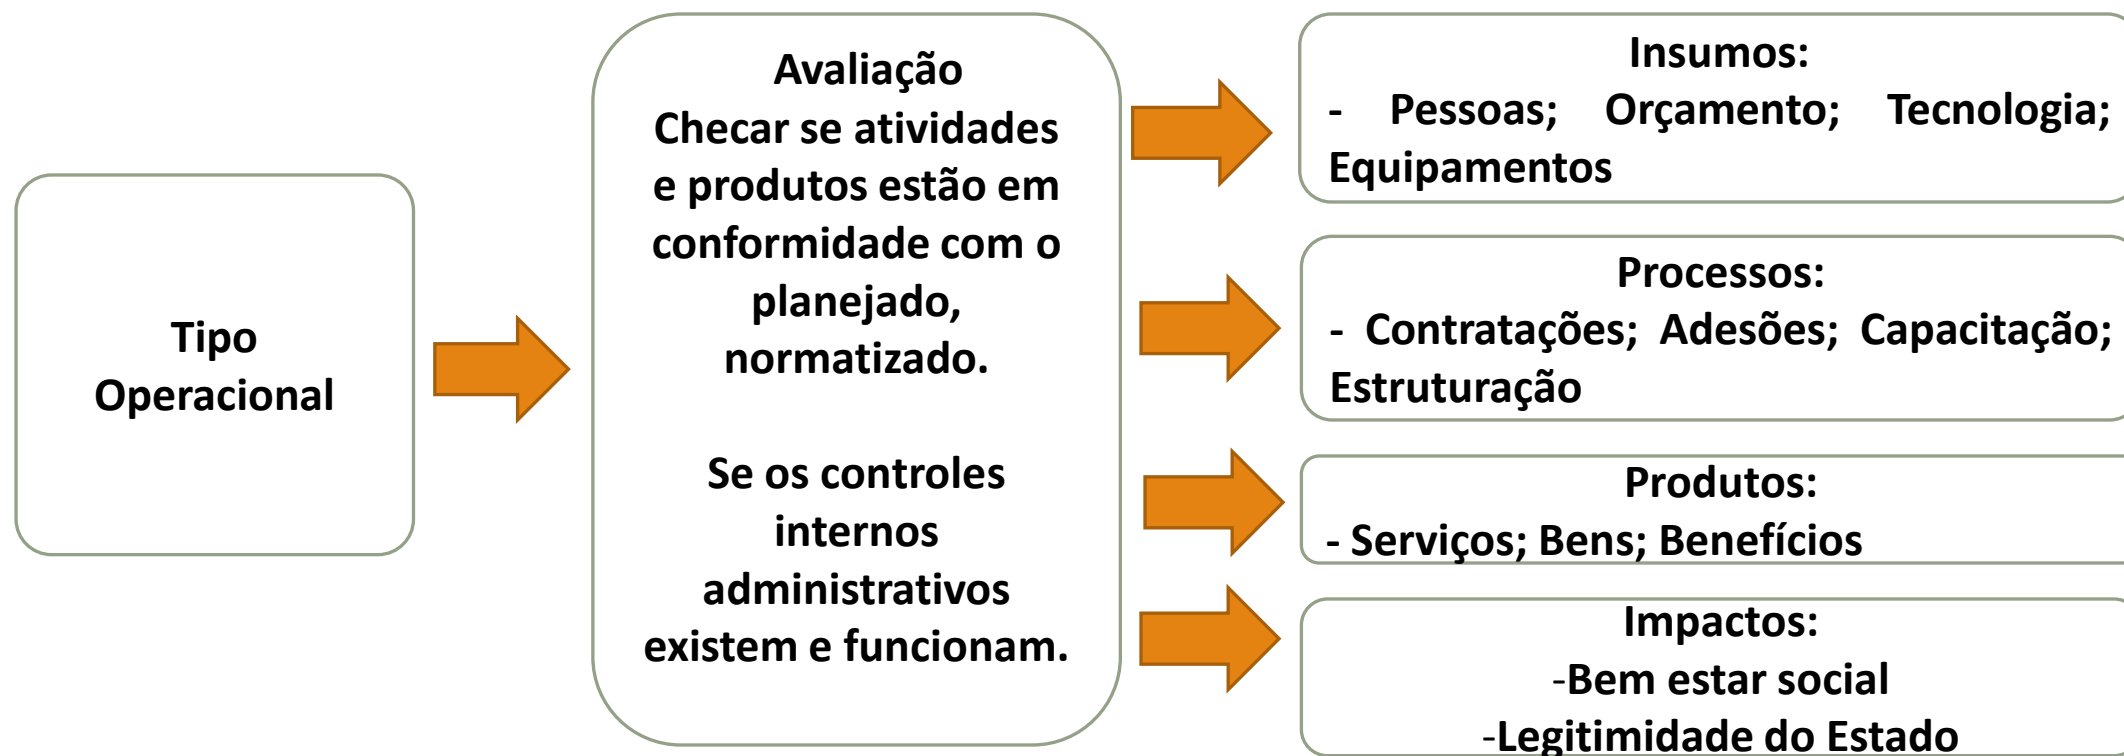 Tipo
Operacional
Avaliação
Checar se atividades
e produtos estão em
conformidade com o
planejado,
normatizado.
Se os controles
internos
administrativos
existem e funcionam.
Insumos:
- Pessoas; Orçamento; Tecnologia;
Equipamentos
Processos:
- Contratações; Adesões; Capacitação;
Estruturação
Produtos:
- Serviços; Bens; Benefícios
Impactos:
-Bem estar social
-Legitimidade do Estado